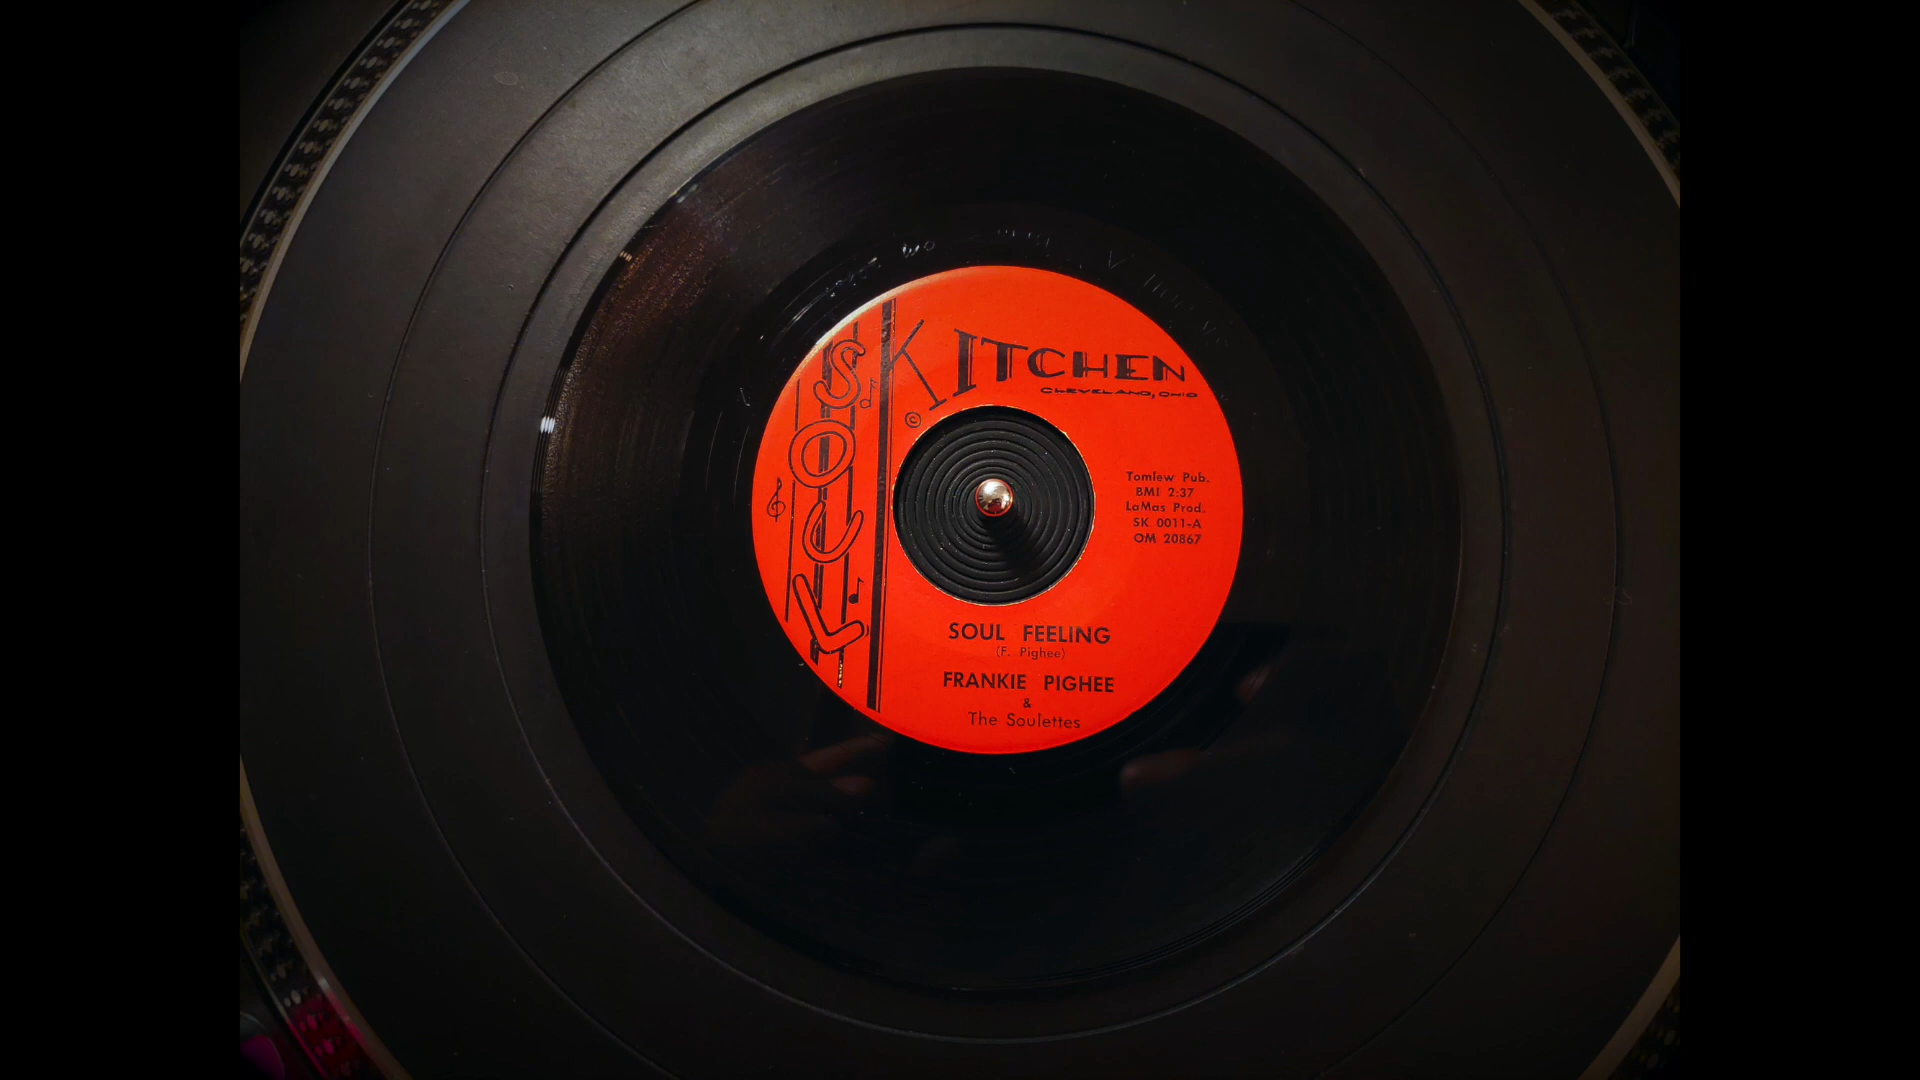 SOUL
KITCHEN
CLEVELAND, OHIO
©
Tomlew Pub.
BMI 2:37
LaMas Prod.
SK 0011-A
OM 20867
SOUL FEELING
(F. Pighee)
FRANKIE PIGHEE
&
The Soulettes